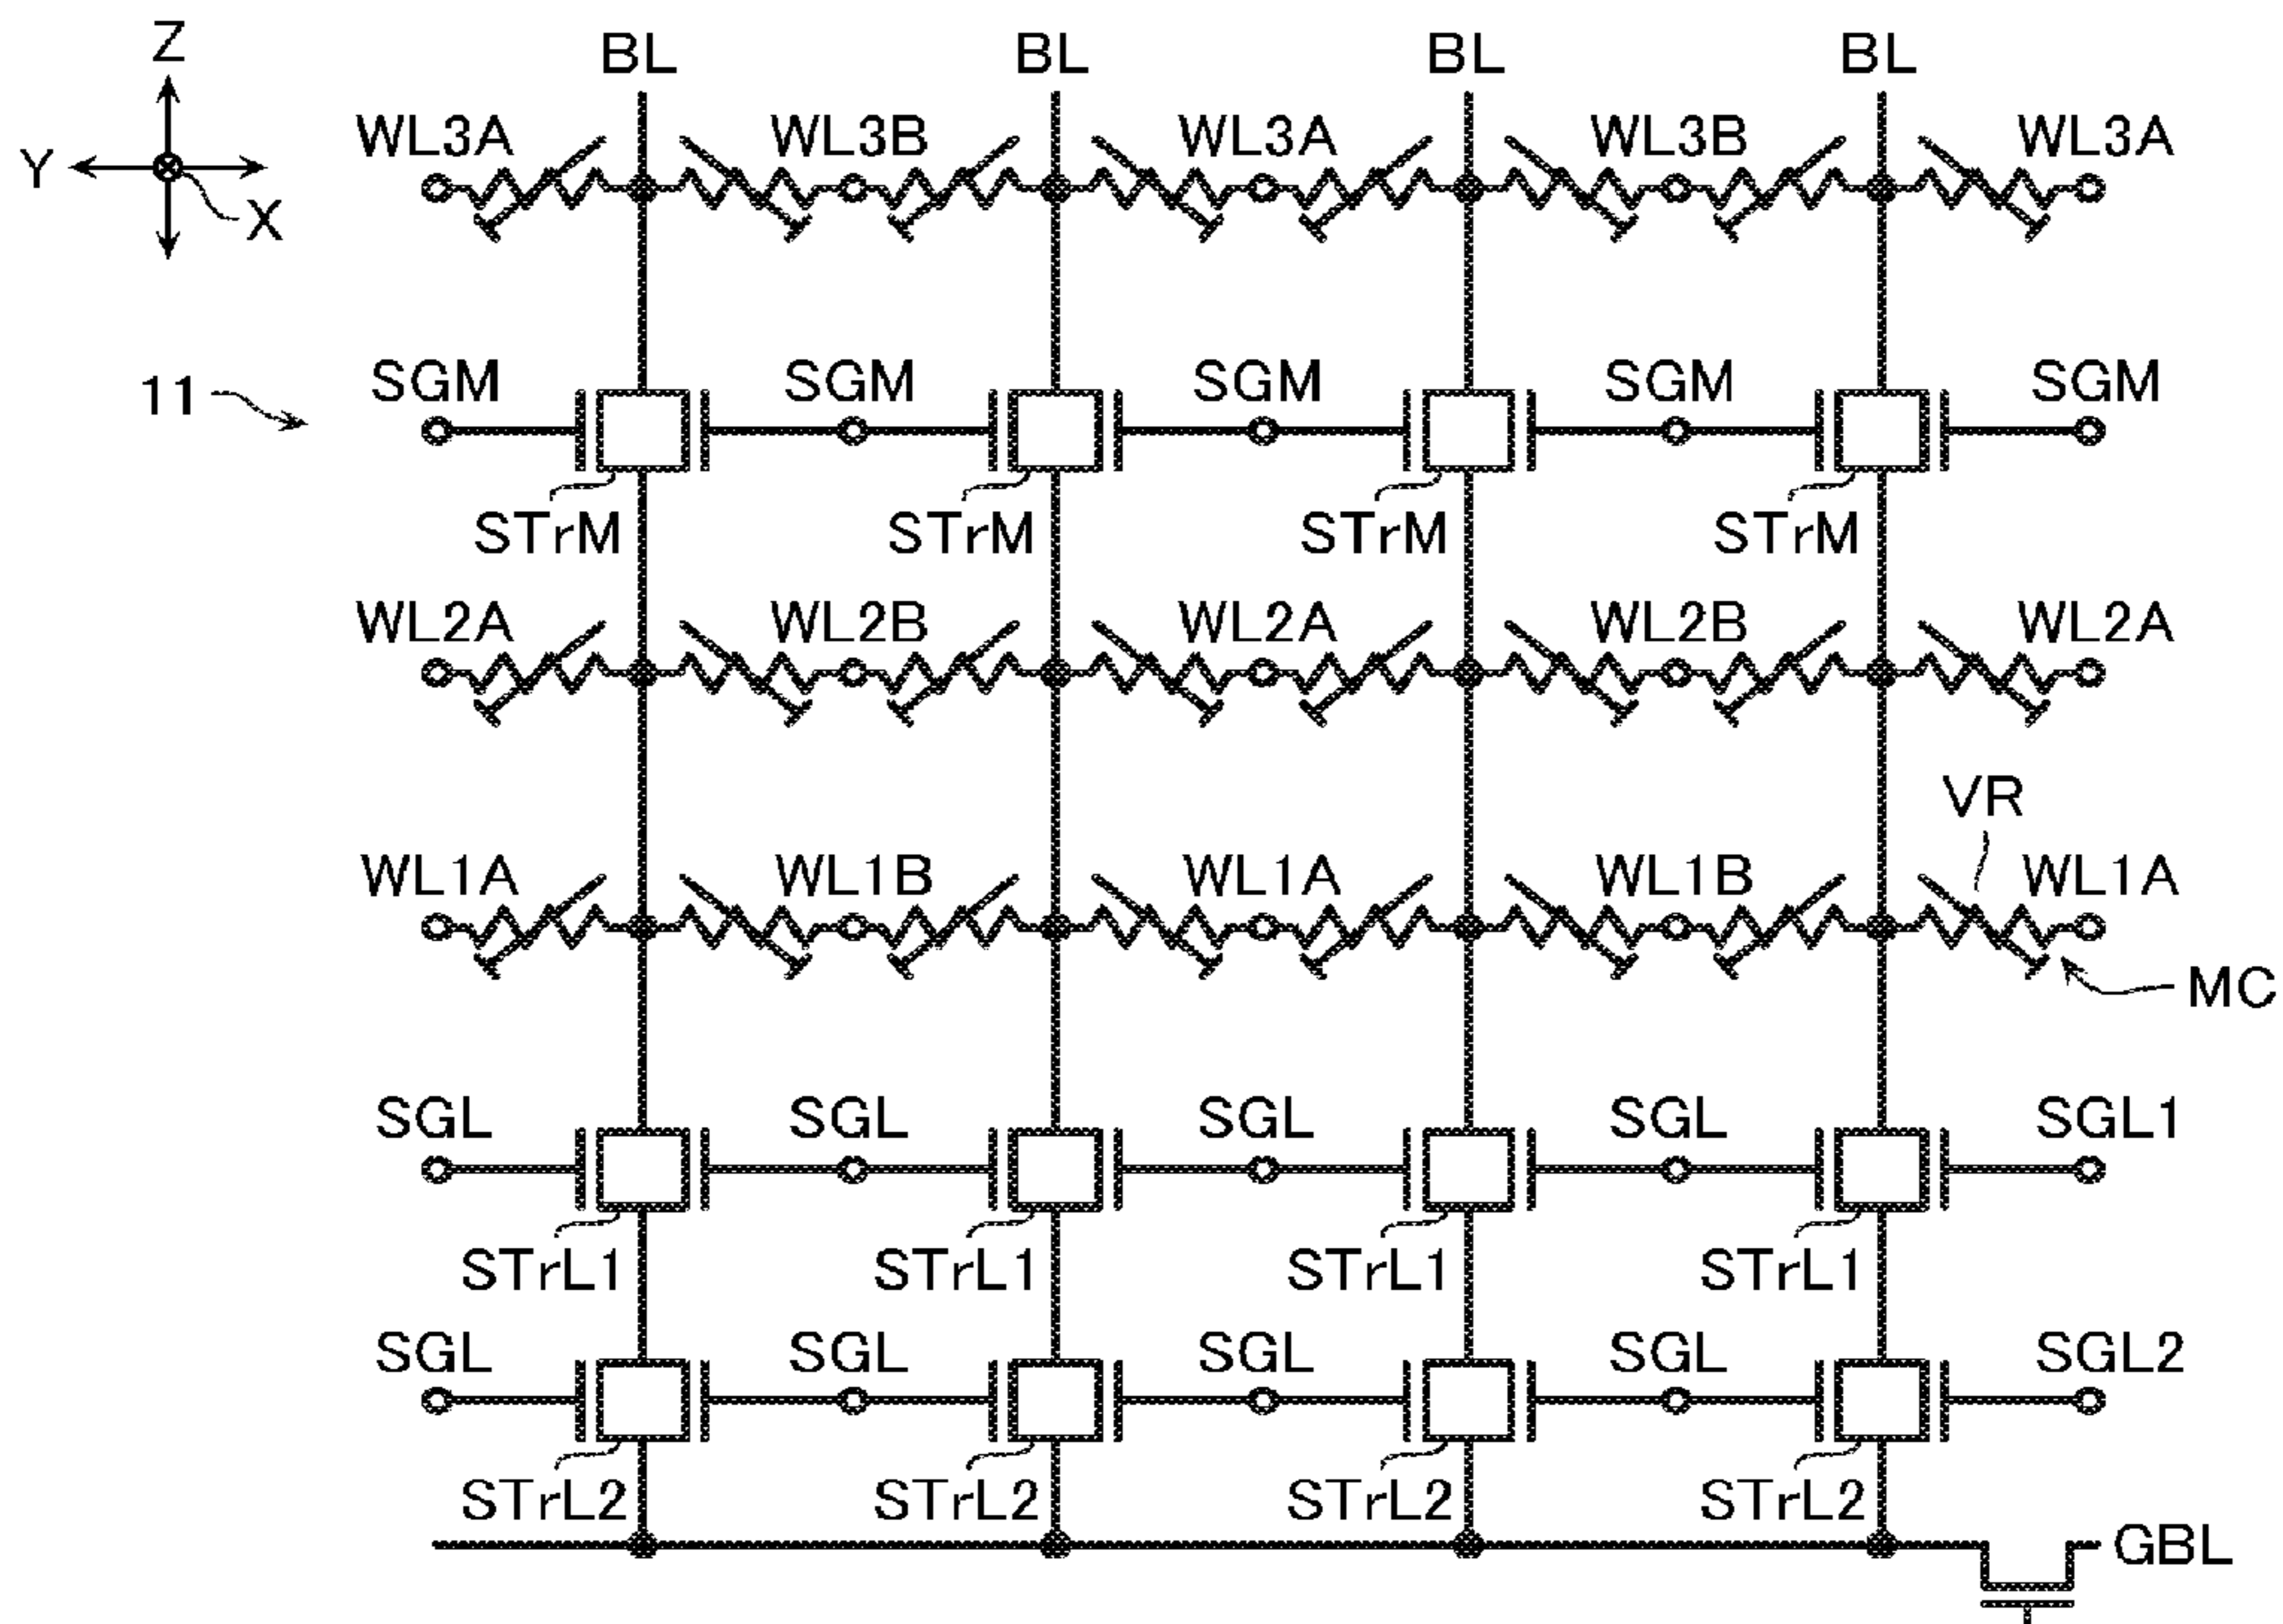 Z
BL BL BL BL
WL3A WL3B WL3A WL3B WL3A
Y
X
11
SGM SGM SGM SGM SGM
STrM STrM STrM STrM
WL2A WL2B WL2A WL2B WL2A
VR
WL1A WL1B WL1A WL1B WL1A
MC
SGL SGL SGL SGL SGL1
STrL1 STrL1 STrL1 STrL1
SGL SGL SGL SGL SGL2
STrL2 STrL2 STrL2 STrL2
GBL